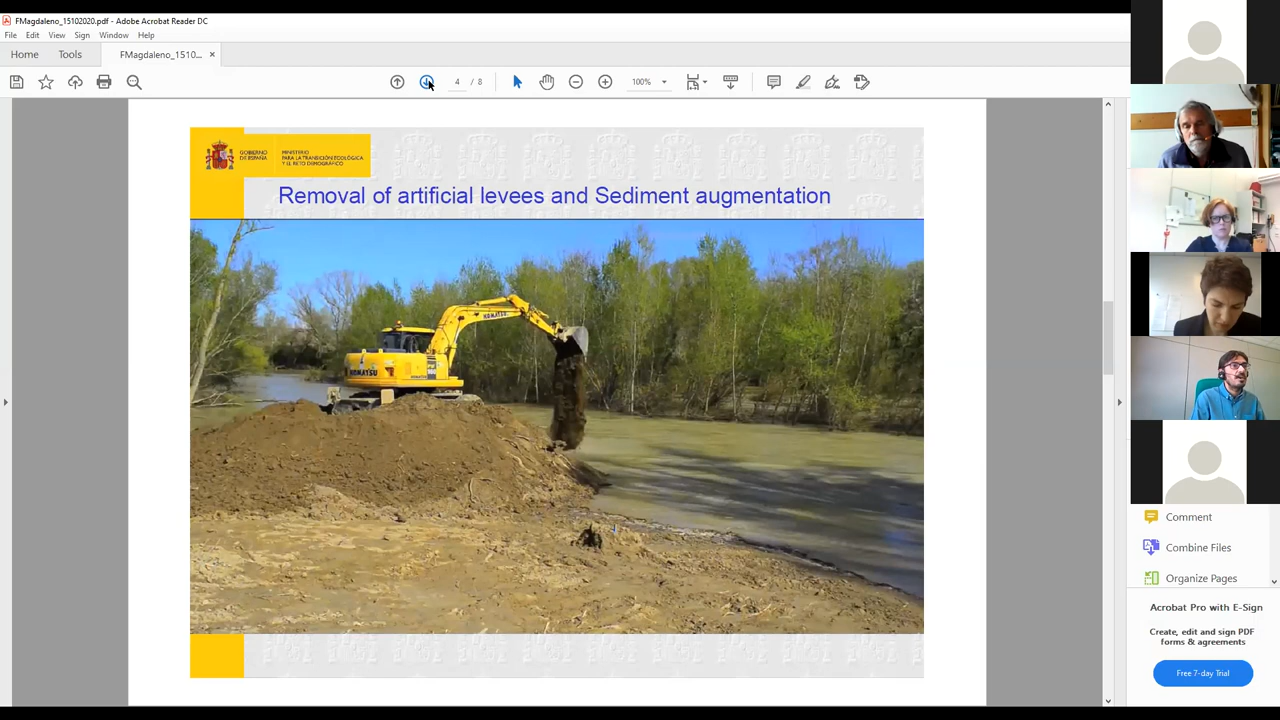 FMagdaleno_15102020.pdf - Adobe Acrobat Reader DC
File Edit View Sign Window Help
Home Tools FMagdaleno_1510... ×
4 / 8 100%
GOBIERNO
DE ESPAÑA
MINISTERIO
PARA LA TRANSICIÓN ECOLÓGICA
Y EL RETO DEMOGRÁFICO
Removal of artificial levees and Sediment augmentation
KOMATSU
KOMATSU
Comment
Combine Files
Organize Pages
Acrobat Pro with E-Sign
Create, edit and sign PDF
forms & agreements
Free 7-day Trial